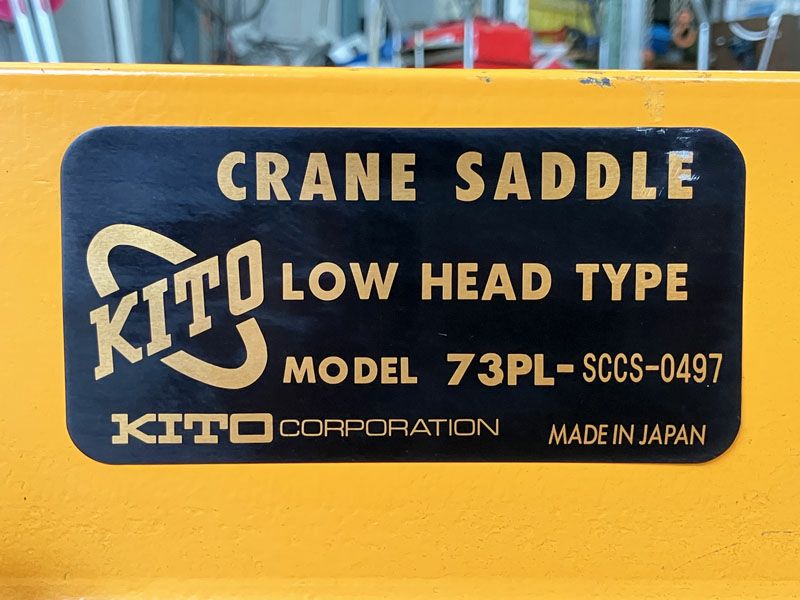 CRANE SADDLE
KITO
LOW HEAD TYPE
MODEL 73PL-SCCS-0497
KITO CORPORATION
MADE IN JAPAN